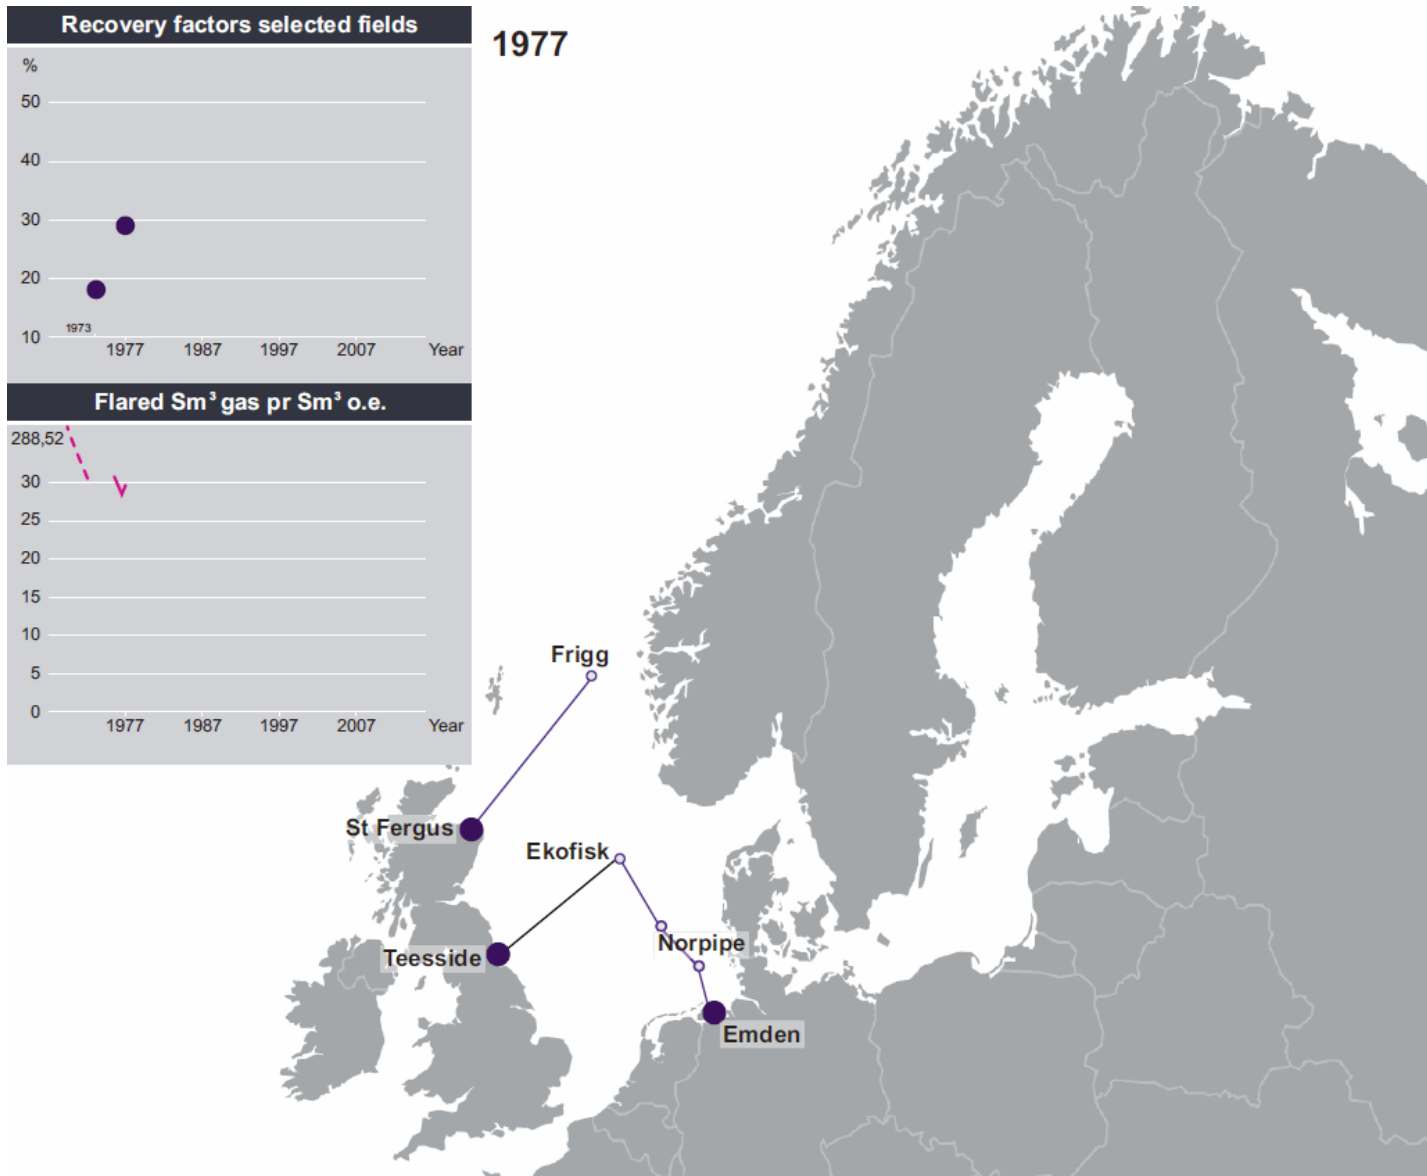 Recovery factors selected fields
1977
%
50
40
30
20
10
1973
1977 1987 1997 2007 Year
Flared Sm³ gas pr Sm³ o.e.
288,52
30
25
20
15
10
5
0
1977 1987 1997 2007 Year
Frigg
St Fergus
Ekofisk
Norpipe
Teesside
Emden